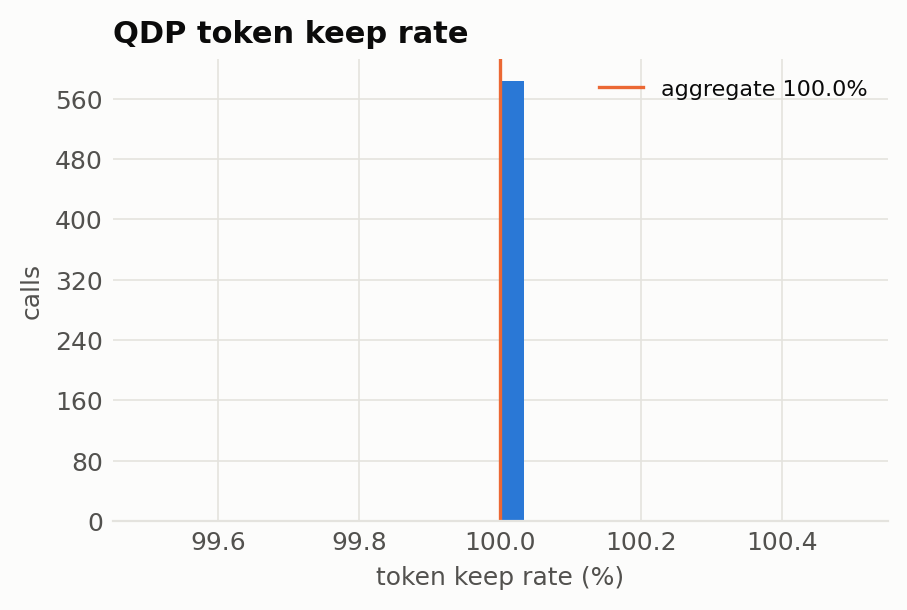 QDP token keep rate
aggregate 100.0%
calls
560
480
400
320
240
160
80
0
99.6 99.8 100.0 100.2 100.4
token keep rate (%)